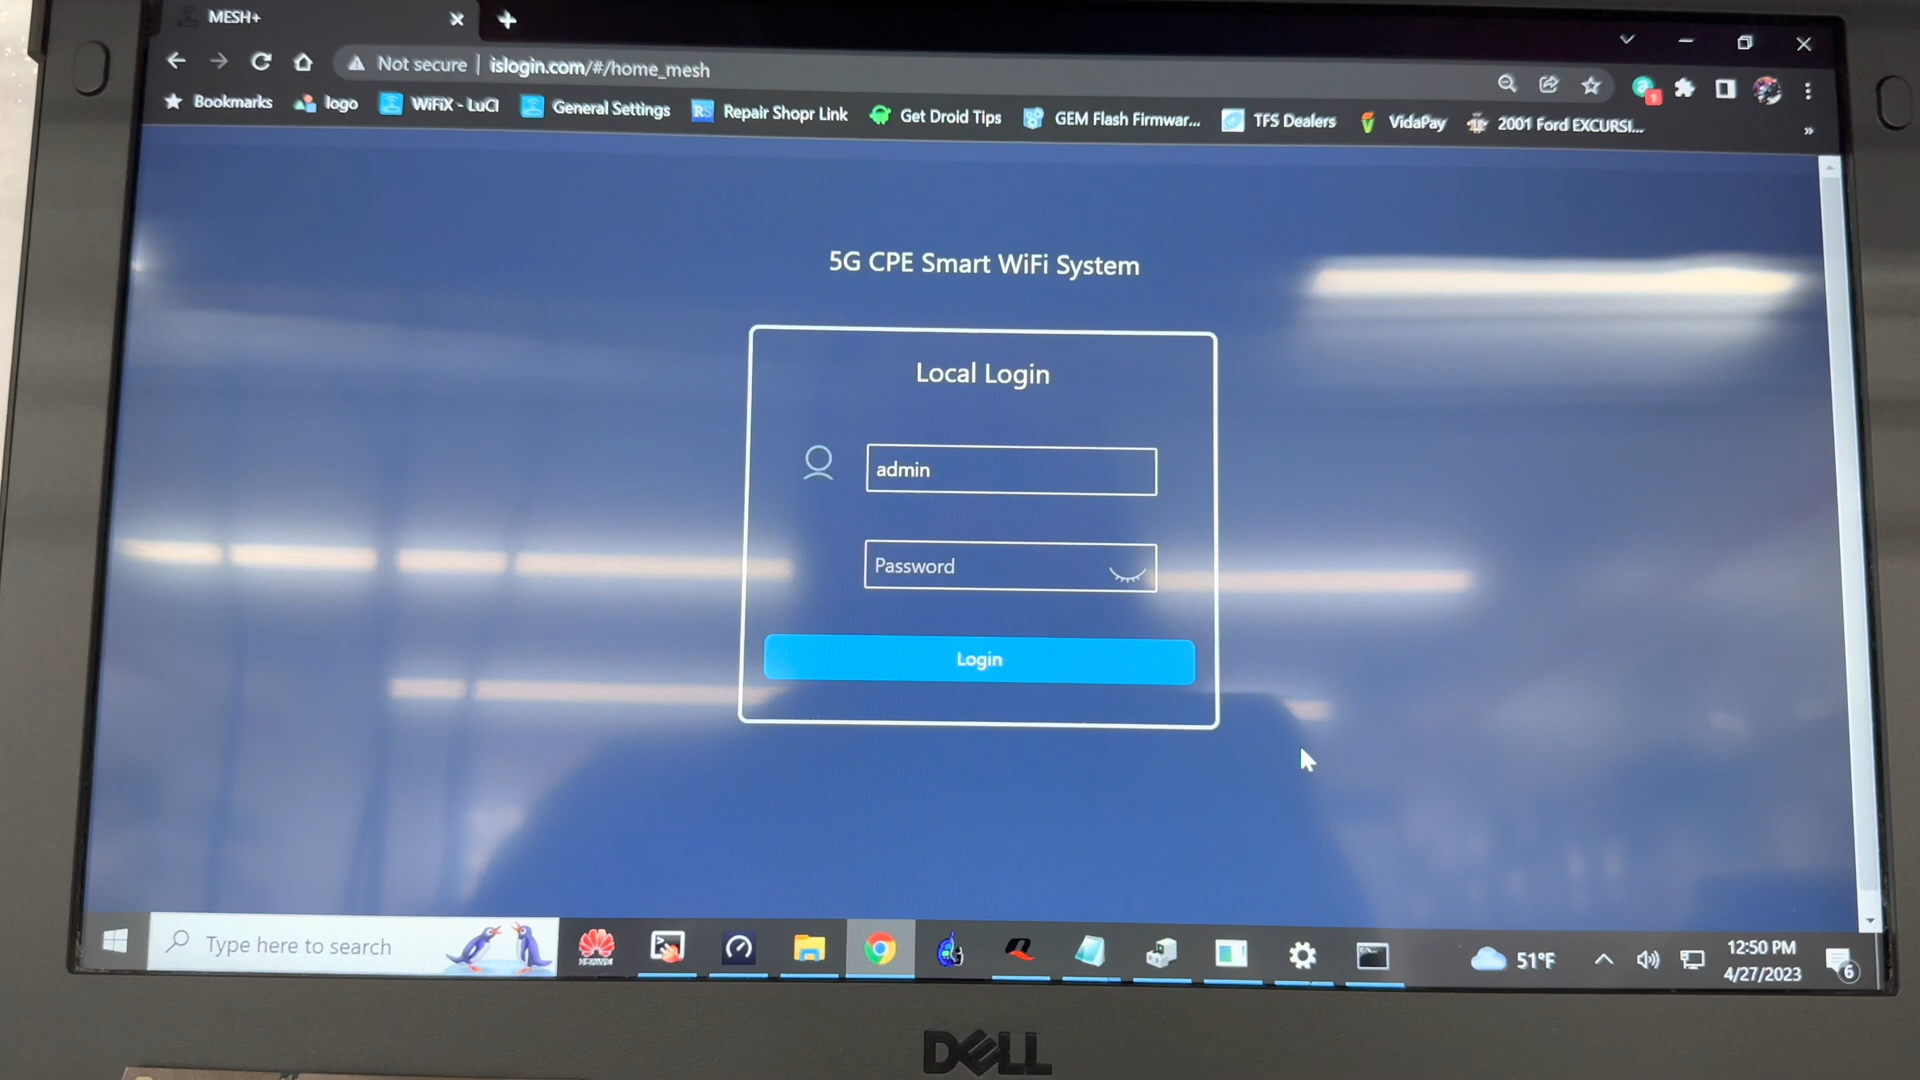 MESH+
Not secure | islogin.com/#/home_mesh
Bookmarks logo WiFiX - LuCI General Settings RS Repair Shopr Link Get Droid Tips GEM Flash Firmwar... TFS Dealers VidaPay 2001 Ford EXCURSI...
5G CPE Smart WiFi System
Local Login
admin
Password
Login
Type here to search
51°F
12:50 PM
4/27/2023
6
DELL